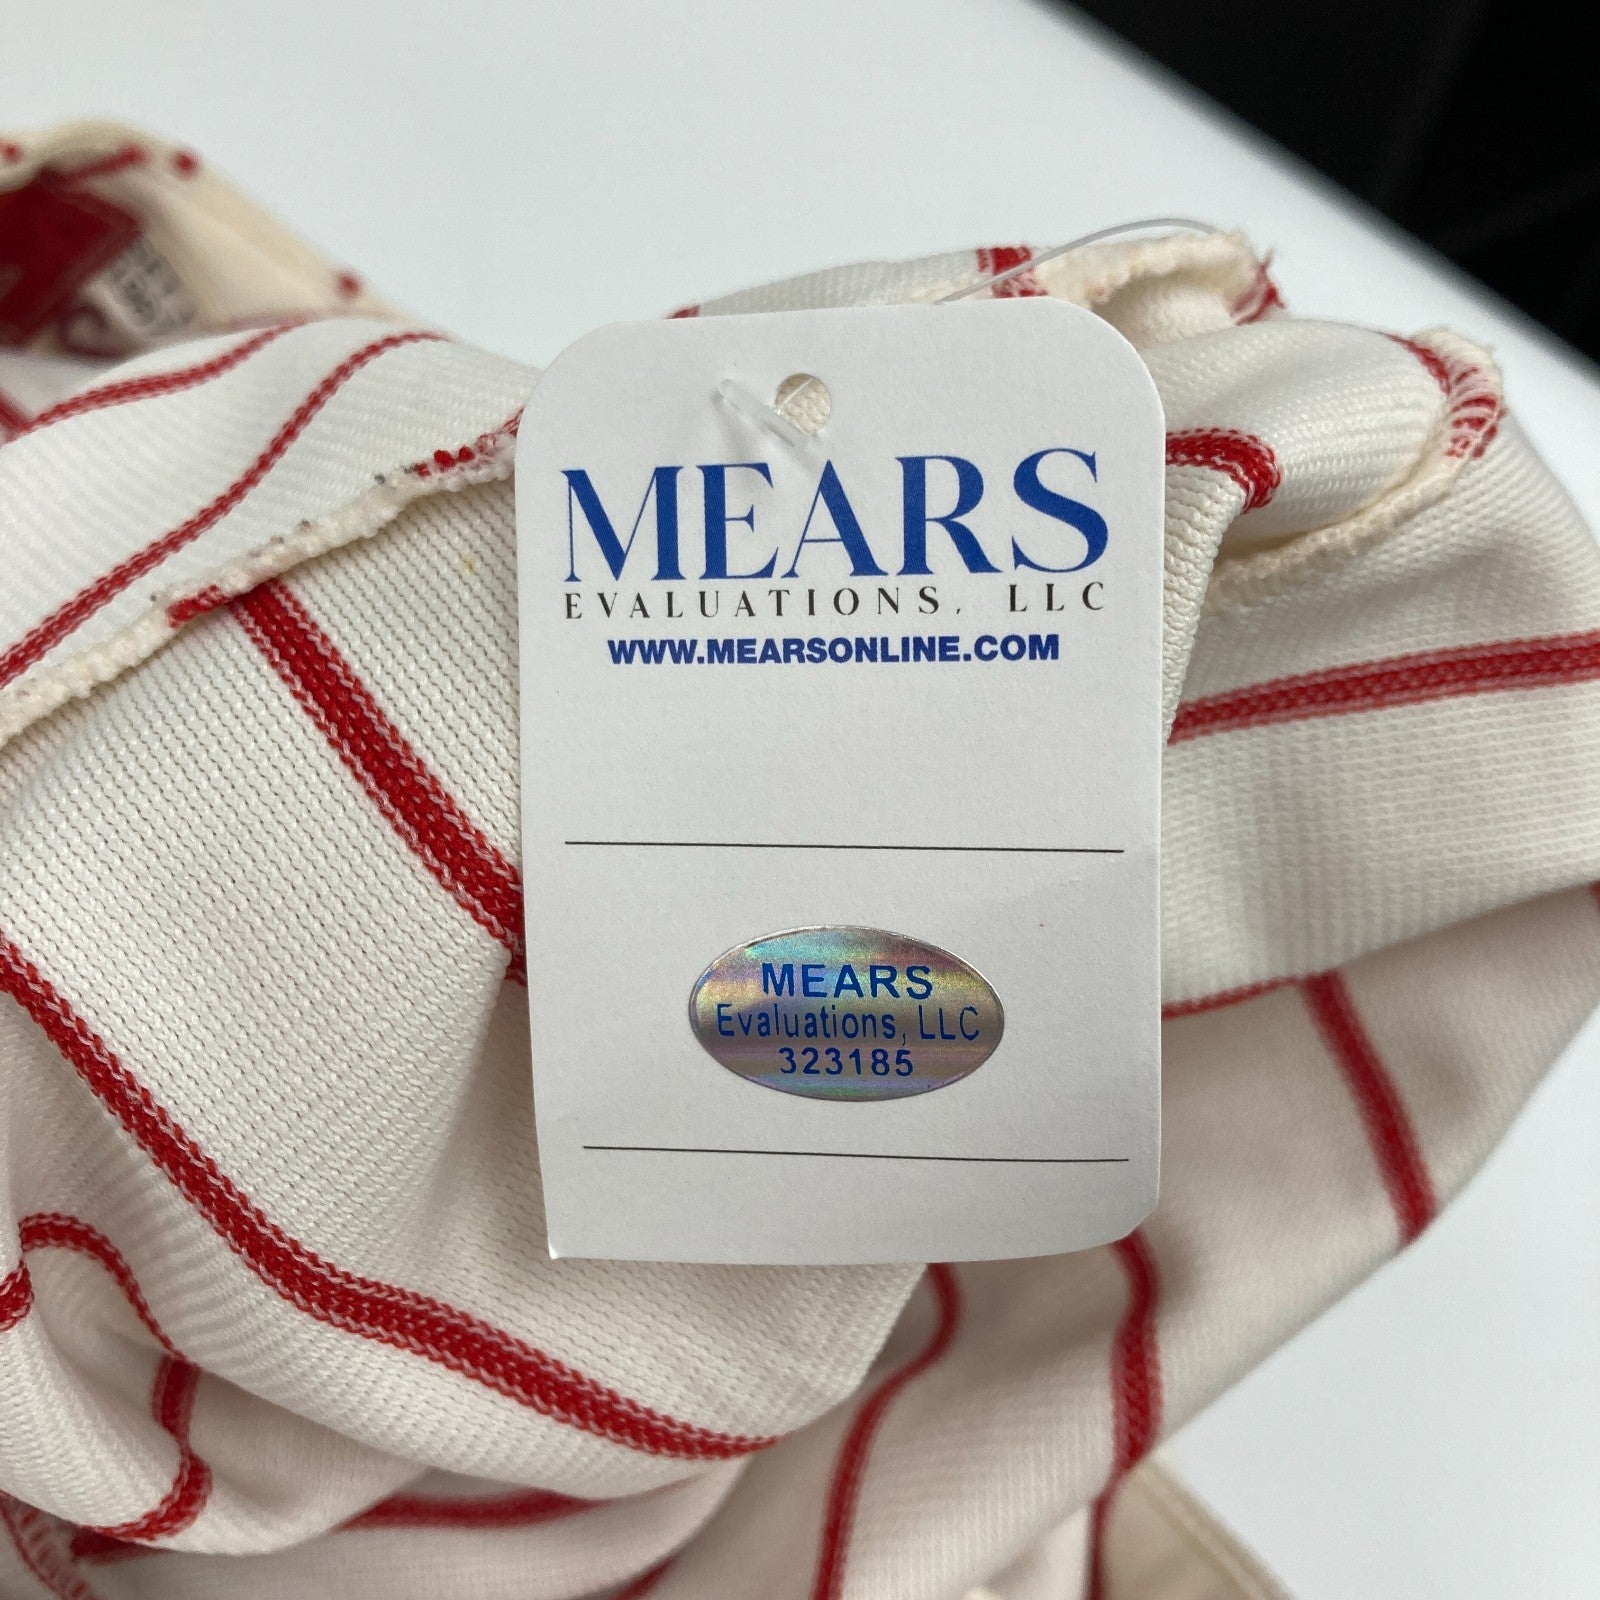 MEARS
EVALUATIONS, LLC
WWW.MEARSONLINE.COM
MEARS
Evaluations, LLC
323185